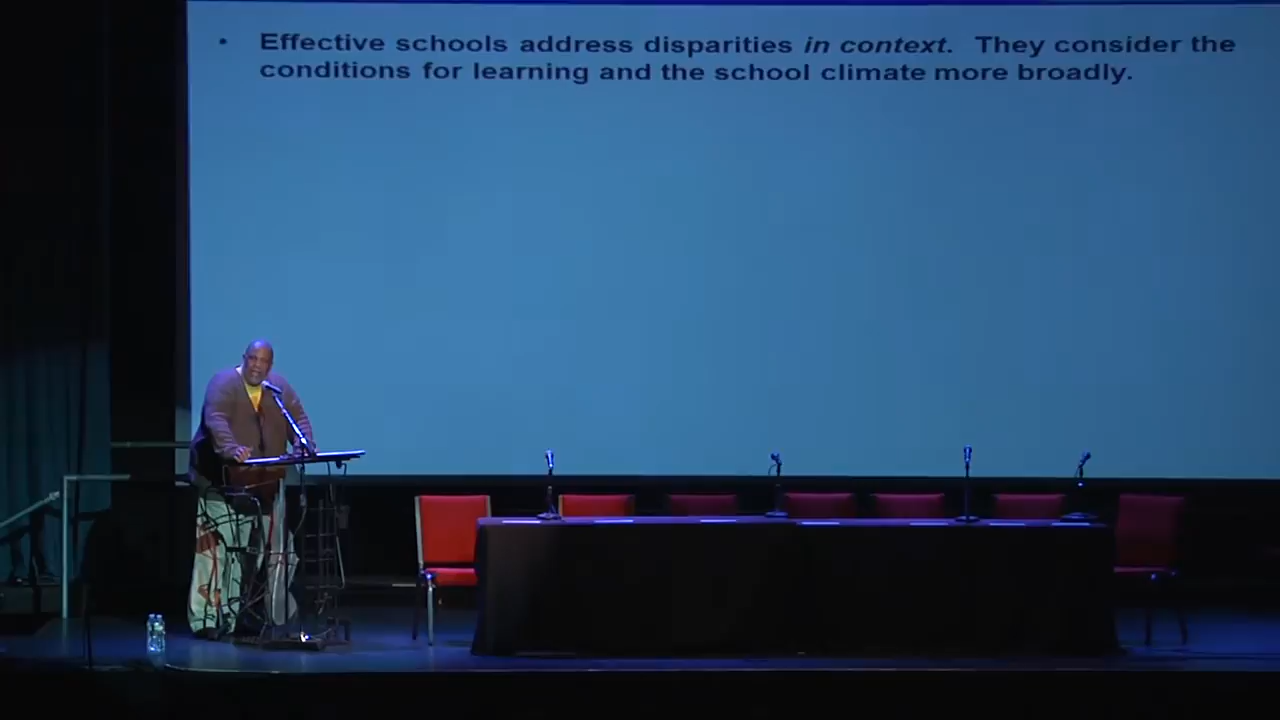 • Effective schools address disparities in context. They consider the
conditions for learning and the school climate more broadly.